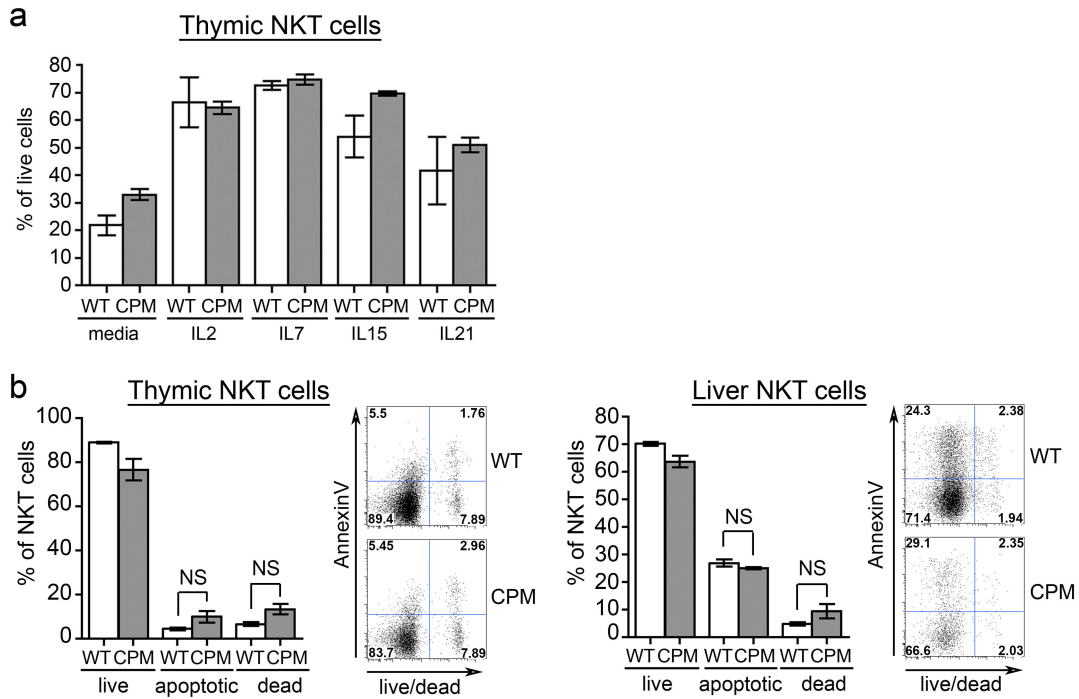 a
Thymic NKT cells
% of live cells
80
70
60
50
40
30
20
10
0
WT CPM WT CPM WT CPM WT CPM WT CPM
media IL2 IL7 IL15 IL21
b
Thymic NKT cells
% of NKT cells
100
80
60
40
20
0
NS NS
WT CPM WT CPM WT CPM
live apoptotic dead
AnnexinV
5.5 1.76
89.4 7.89
WT
5.45 2.96
83.7 7.89
CPM
live/dead
Liver NKT cells
% of NKT cells
80
70
60
50
40
30
20
10
0
NS
NS
WT CPM WT CPM WT CPM
live apoptotic dead
AnnexinV
24.3 2.38
71.4 1.94
WT
29.1 2.35
66.6 2.03
CPM
live/dead